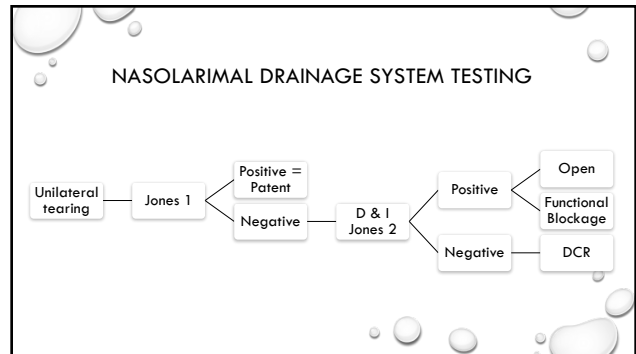 NASOLARIMAL DRAINAGE SYSTEM TESTING
Unilateral
tearing
Jones 1
Positive =
Patent
Negative
D & I
Jones 2
Positive
Open
Functional
Blockage
Negative
DCR